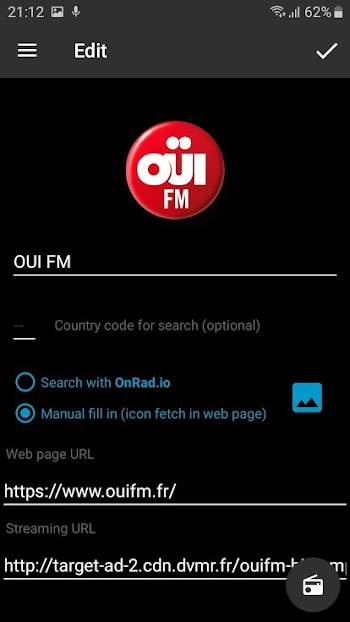 21:12 62%
Edit
OÜI
FM
OUI FM
-- Country code for search (optional)
Search with OnRad.io
Manual fill in (icon fetch in web page)
Web page URL
https://www.ouifm.fr/
Streaming URL
http://target-ad-2.cdn.dvmr.fr/ouifm-